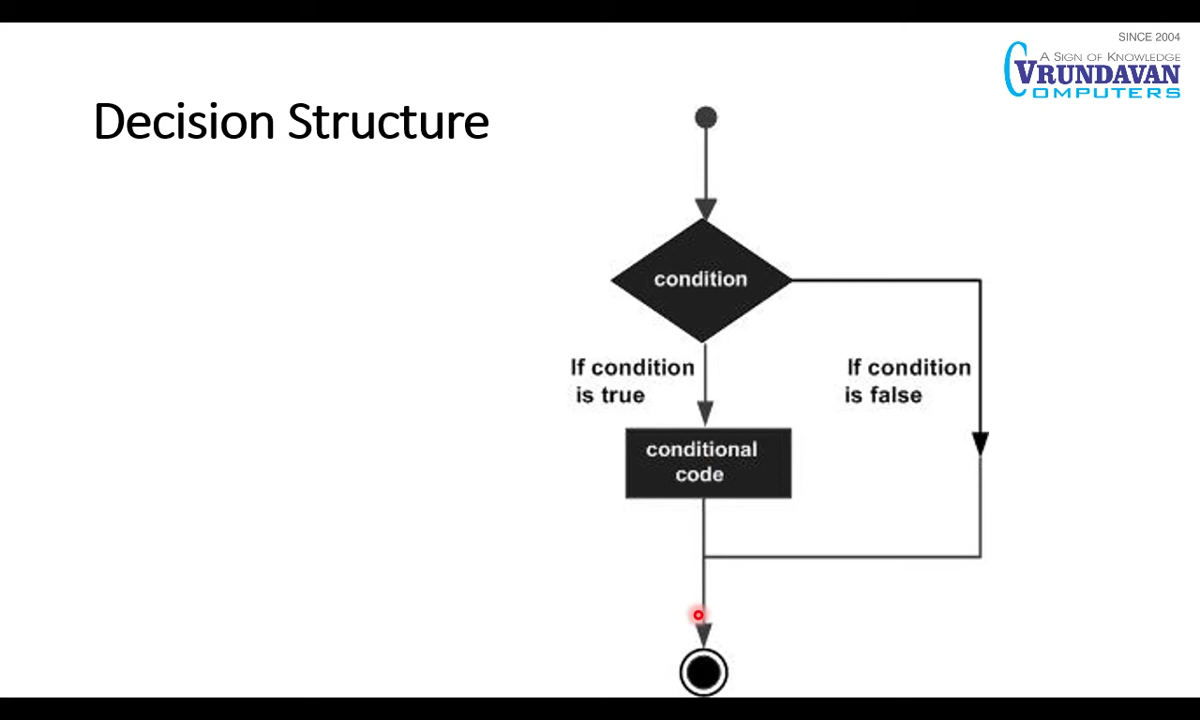 SINCE 2004
A SIGN OF KNOWLEDGE
VRUNDAVAN
COMPUTERS
Decision Structure
condition
If condition
is true
If condition
is false
conditional
code